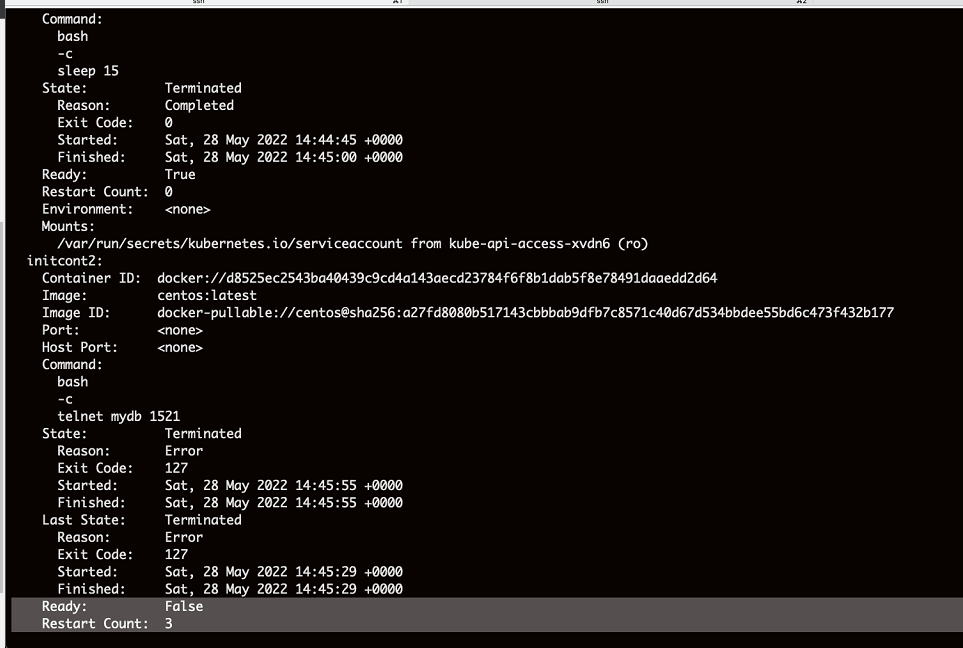 ssh
⌘1
ssh
⌘2
Command:
bash
-c
sleep 15
State: Terminated
Reason: Completed
Exit Code: 0
Started: Sat, 28 May 2022 14:44:45 +0000
Finished: Sat, 28 May 2022 14:45:00 +0000
Ready: True
Restart Count: 0
Environment: <none>
Mounts:
/var/run/secrets/kubernetes.io/serviceaccount from kube-api-access-xvdn6 (ro)
initcont2:
Container ID: docker://d8525ec2543ba40439c9cd4a143aecd23784f6f8b1dab5f8e78491daaedd2d64
Image: centos:latest
Image ID: docker-pullable://centos@sha256:a27fd8080b517143cbbbab9dfb7c8571c40d67d534bbdee55bd6c473f432b177
Port: <none>
Host Port: <none>
Command:
bash
-c
telnet mydb 1521
State: Terminated
Reason: Error
Exit Code: 127
Started: Sat, 28 May 2022 14:45:55 +0000
Finished: Sat, 28 May 2022 14:45:55 +0000
Last State: Terminated
Reason: Error
Exit Code: 127
Started: Sat, 28 May 2022 14:45:29 +0000
Finished: Sat, 28 May 2022 14:45:29 +0000
Ready: False
Restart Count: 3